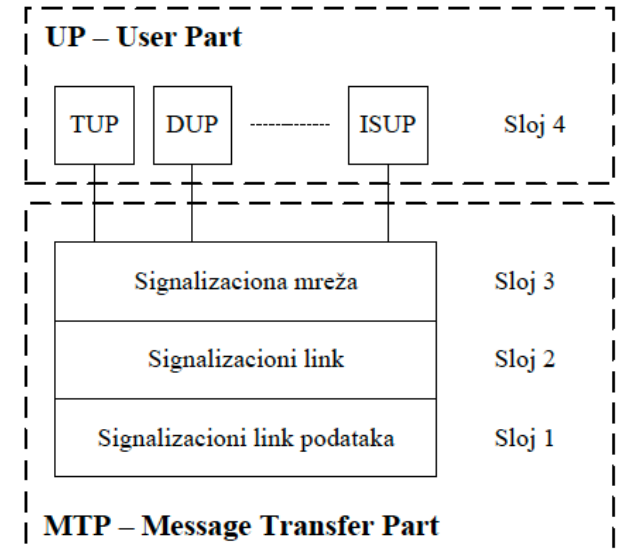 UP – User Part
TUP DUP ISUP Sloj 4
Signalizaciona mreža Sloj 3
Signalizacioni link Sloj 2
Signalizacioni link podataka Sloj 1
MTP – Message Transfer Part